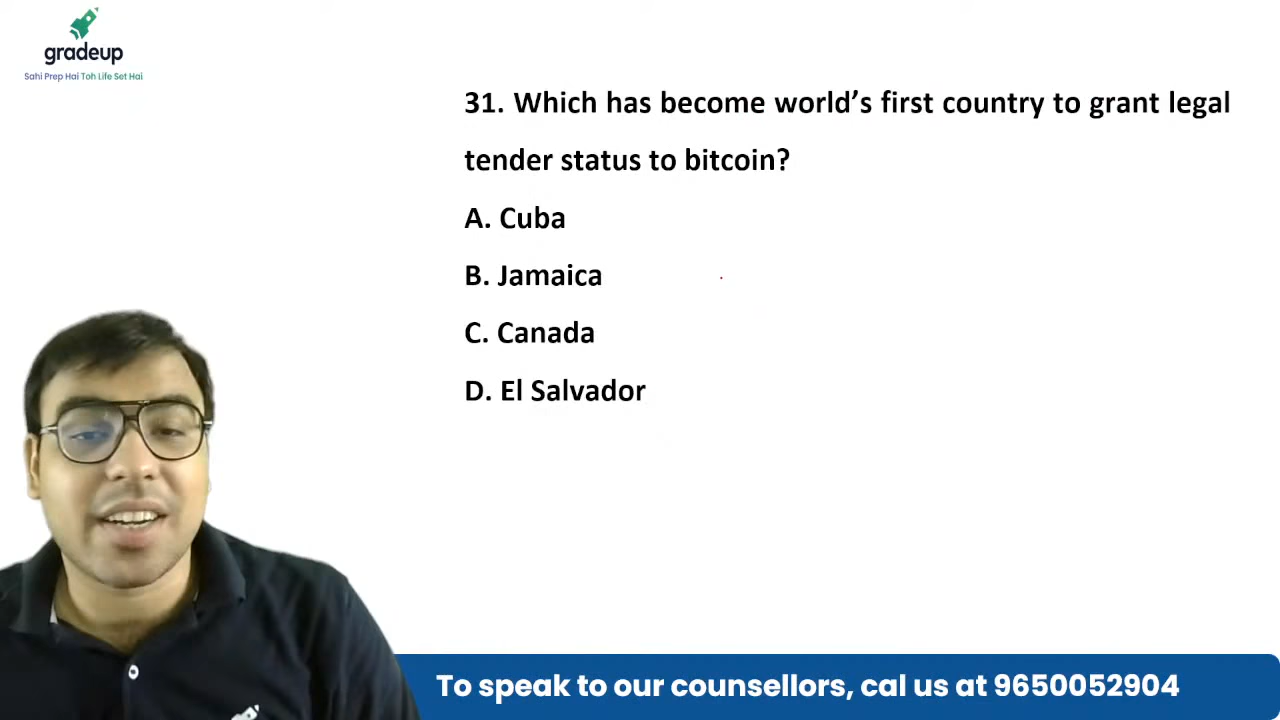 gradeup
Sahi Prep Hai Toh Life Set Hai
31. Which has become world’s first country to grant legal
tender status to bitcoin?
A. Cuba
B. Jamaica
C. Canada
D. El Salvador
To speak to our counsellors, cal us at 9650052904